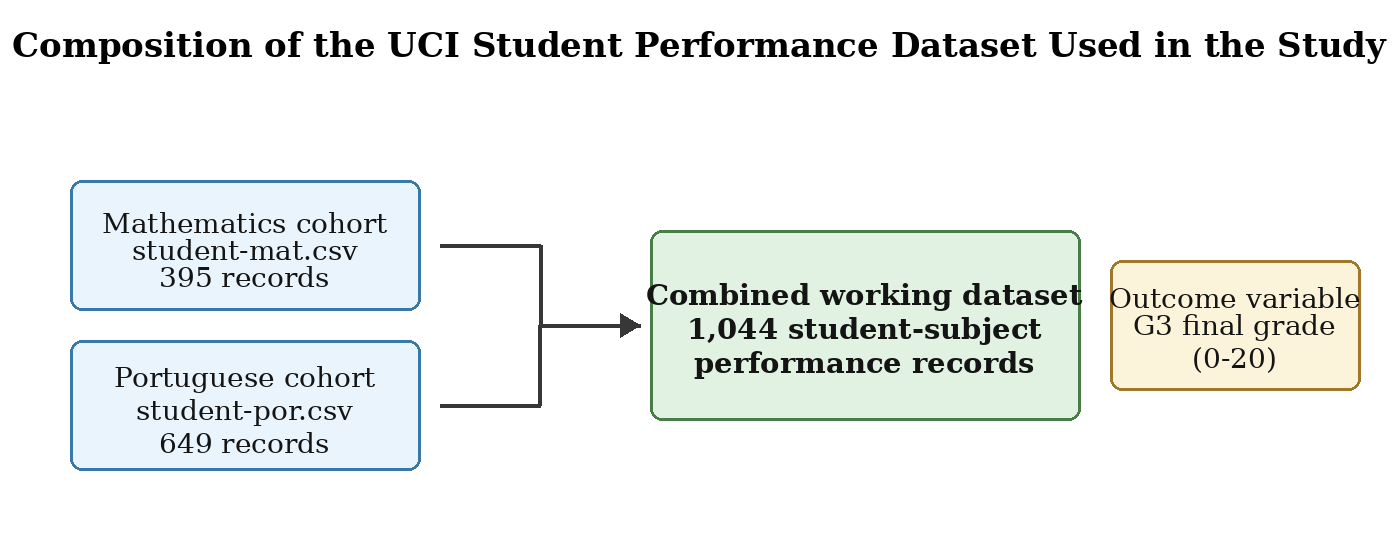 Composition of the UCI Student Performance Dataset Used in the Study
Mathematics cohort
student-mat.csv
395 records
Portuguese cohort
student-por.csv
649 records
Combined working dataset
1,044 student-subject
performance records
Outcome variable
G3 final grade
(0-20)